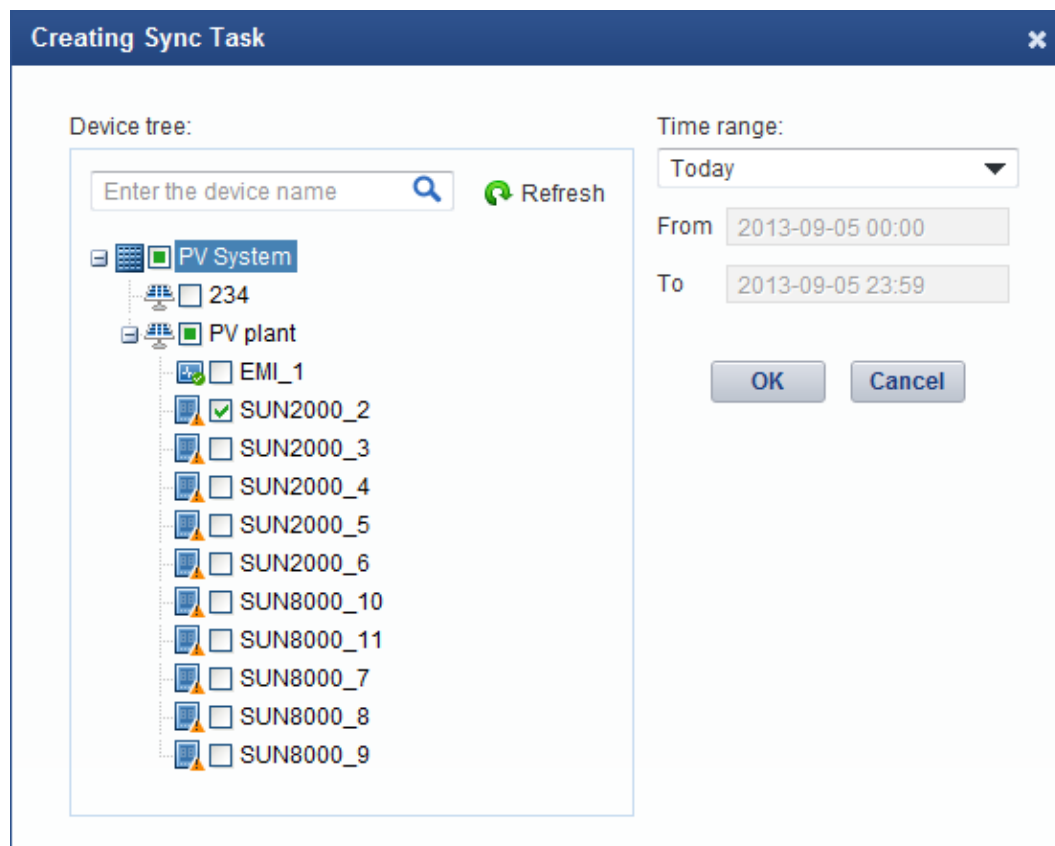 Creating Sync Task
Device tree:
Enter the device name
Refresh
PV System
234
PV plant
EMI_1
SUN2000_2
SUN2000_3
SUN2000_4
SUN2000_5
SUN2000_6
SUN8000_10
SUN8000_11
SUN8000_7
SUN8000_8
SUN8000_9
Time range:
Today
From 2013-09-05 00:00
To 2013-09-05 23:59
OK Cancel